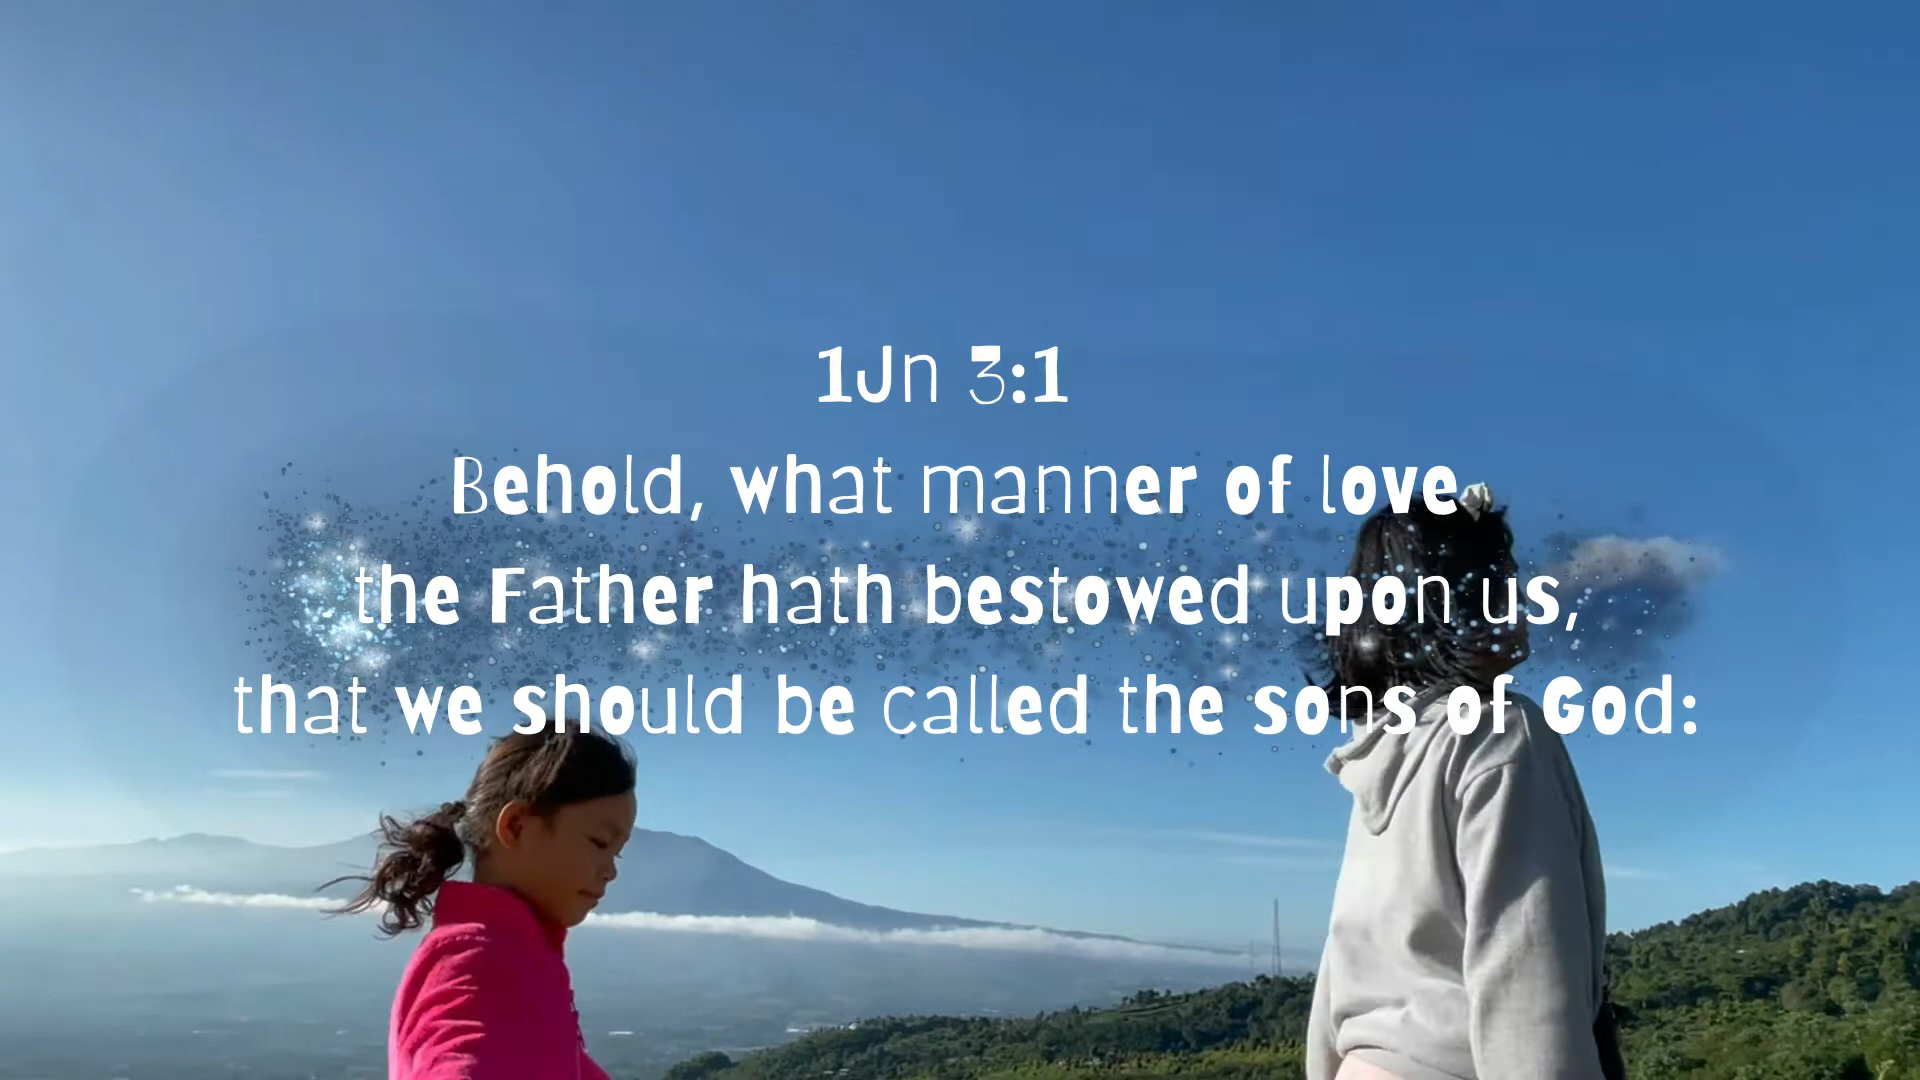 1Jn 3:1
Behold, what manner of love
the Father hath bestowed upon us,
that we should be called the sons of God: